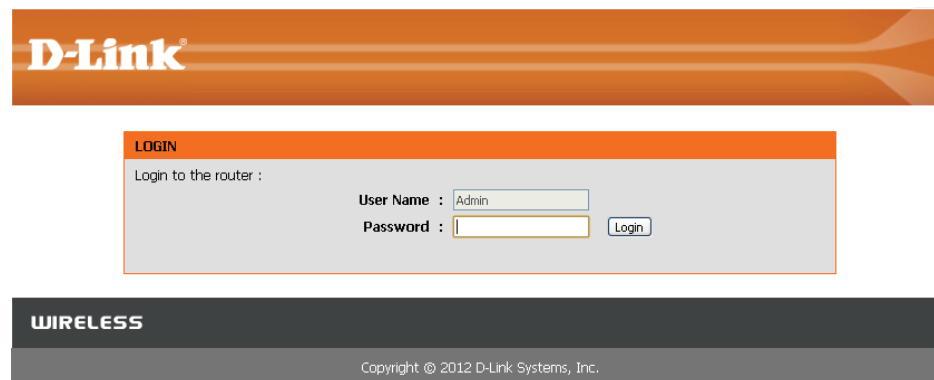 D-Link®
LOGIN
Login to the router :
User Name : Admin
Password : Login
WIRELESS
Copyright © 2012 D-Link Systems, Inc.